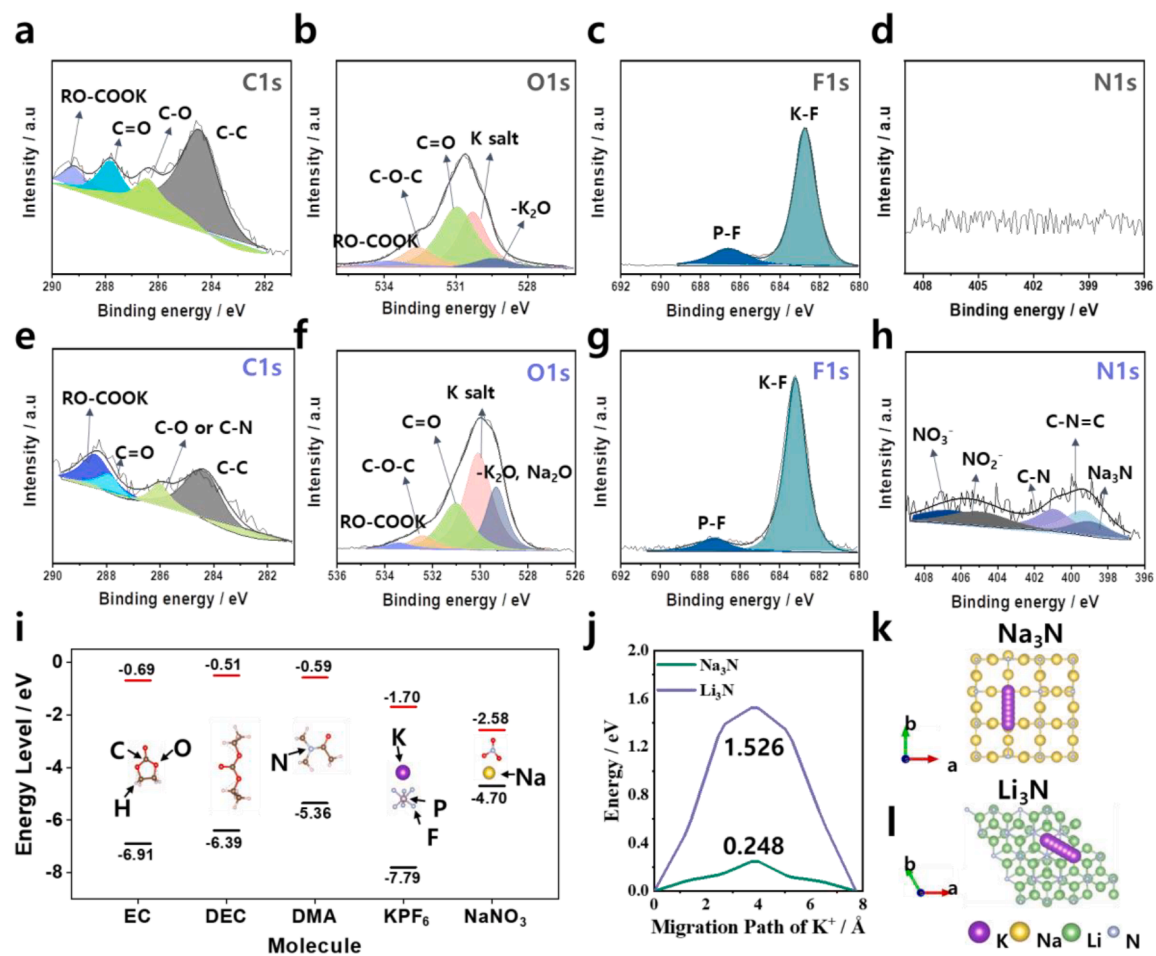 a
C1s
RO-COOK
C=O
C-O
C-C
Intensity / a.u
290 288 286 284 282
Binding energy / eV
b
O1s
K salt
C=O
C-O-C
-K₂O
RO-COOK
Intensity / a.u
534 531 528
Binding energy / eV
c
F1s
K-F
P-F
Intensity / a.u
692 690 688 686 684 682 680
Binding energy / eV
d
N1s
Intensity / a.u
408 405 402 399 396
Binding energy / eV
e
C1s
RO-COOK
C-O or C-N
C=O
C-C
Intensity / a.u
290 288 286 284 282
Binding energy / eV
f
O1s
K salt
C=O
C-O-C
-K₂O, Na₂O
RO-COOK
Intensity / a.u
536 534 532 530 528 526
Binding energy / eV
g
F1s
K-F
P-F
Intensity / a.u
692 690 688 686 684 682 680
Binding energy / eV
h
N1s
C-N=C
NO₃⁻
NO₂⁻
C-N
Na₃N
Intensity / a.u
408 406 404 402 400 398 396
Binding energy / eV
i
Energy Level / eV
0
-2
-4
-6
-8
-0.69
-0.51
-0.59
-1.70
-2.58
C
O
H
N
K
P
F
Na
-4.70
-5.36
-6.39
-6.91
-7.79
EC DEC DMA KPF₆ NaNO₃
Molecule
j
Energy / eV
2.0
1.6
1.2
0.8
0.4
0.0
Na₃N
Li₃N
1.526
0.248
0 2 4 6 8
Migration Path of K⁺ / Å
k
Na₃N
b
a
l
Li₃N
b
a
K Na Li N